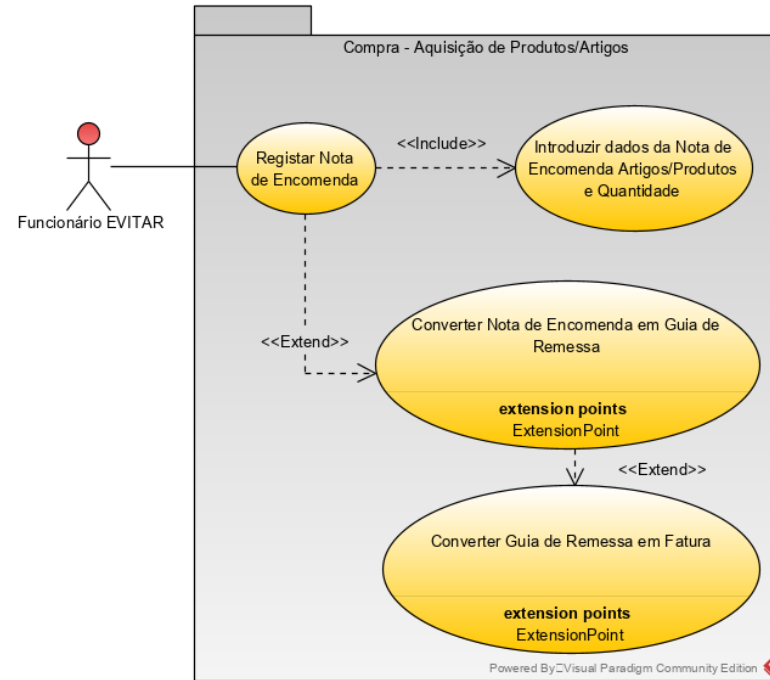 Compra - Aquisição de Produtos/Artigos
Funcionário EVITAR
Registar Nota
de Encomenda
<<Include>>
Introduzir dados da Nota de
Encomenda Artigos/Produtos
e Quantidade
<<Extend>>
Converter Nota de Encomenda em Guia de
Remessa
extension points
ExtensionPoint
<<Extend>>
Converter Guia de Remessa em Fatura
extension points
ExtensionPoint
Powered By Visual Paradigm Community Edition